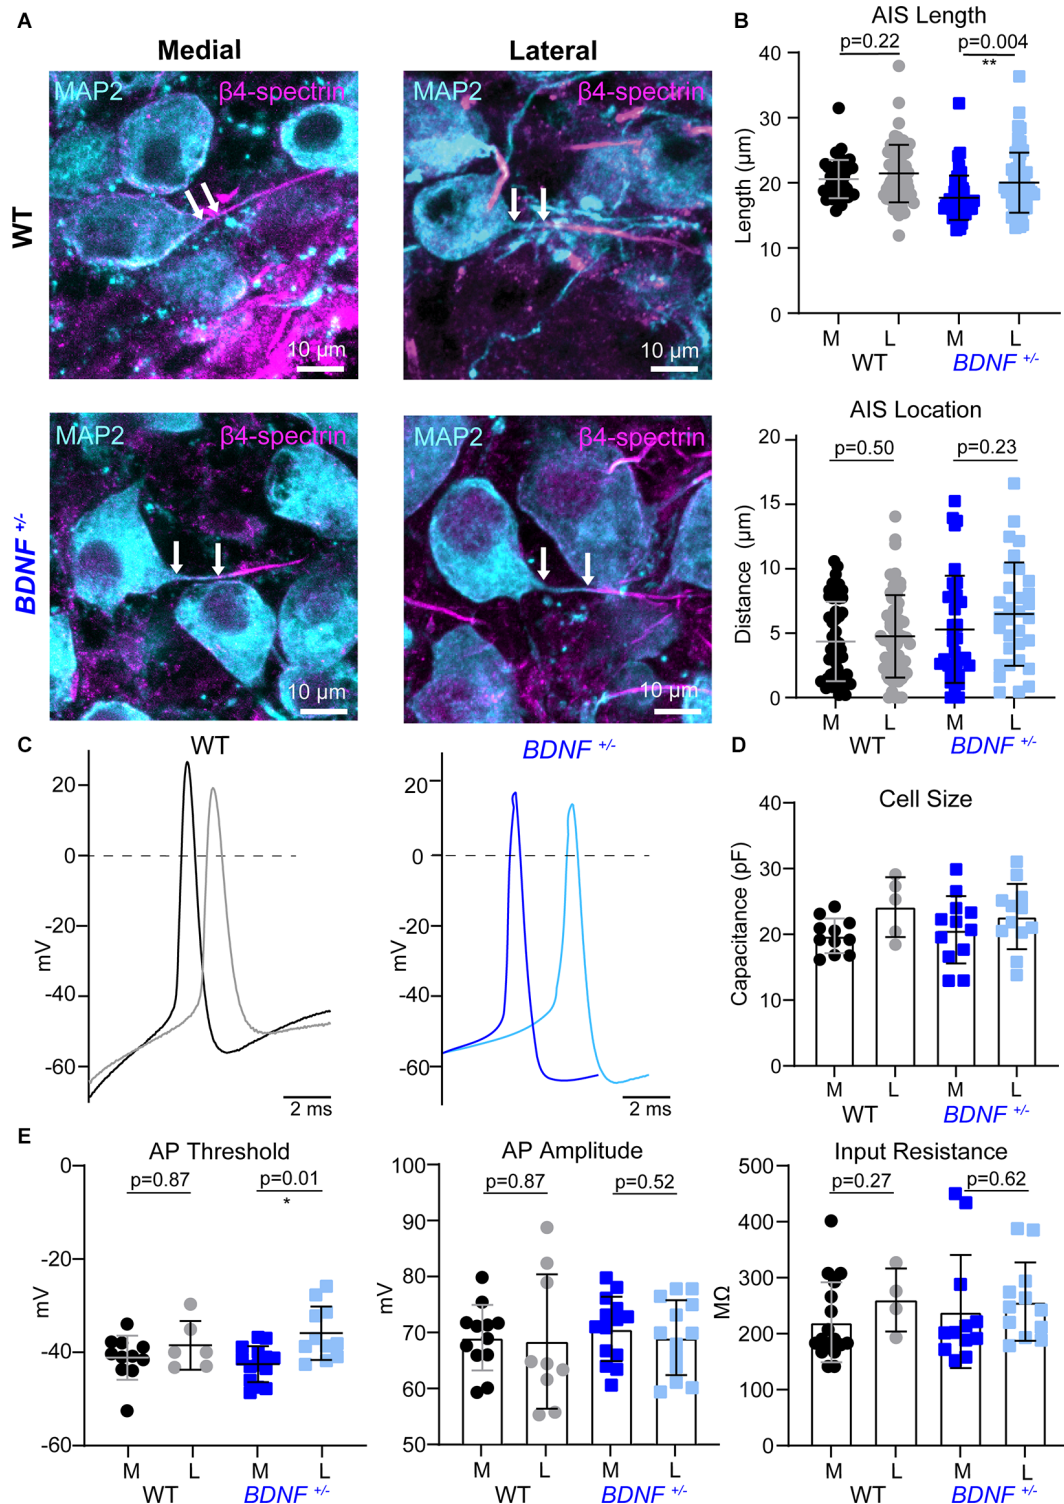 A
Medial
Lateral
WT
MAP2 β4-spectrin
10 µm
MAP2 β4-spectrin
10 µm
BDNF +/-
MAP2 β4-spectrin
10 µm
MAP2 β4-spectrin
10 µm
B
AIS Length
p=0.22 p=0.004
**
Length (µm)
40
30
20
10
0
M L M L
WT BDNF +/-
AIS Location
p=0.50 p=0.23
Distance (µm)
20
15
10
5
0
M L M L
WT BDNF +/-
C
WT
mV
20
0
-20
-40
-60
2 ms
BDNF +/-
mV
20
0
-20
-40
-60
2 ms
D
Cell Size
Capacitance (pF)
40
30
20
10
0
M L M L
WT BDNF +/-
E
AP Threshold
p=0.87 p=0.01
*
mV
0
-20
-40
-60
M L M L
WT BDNF +/-
AP Amplitude
p=0.87 p=0.52
mV
100
90
80
70
60
50
M L M L
WT BDNF +/-
Input Resistance
p=0.27 p=0.62
MΩ
500
400
300
200
100
0
M L M L
WT BDNF +/-